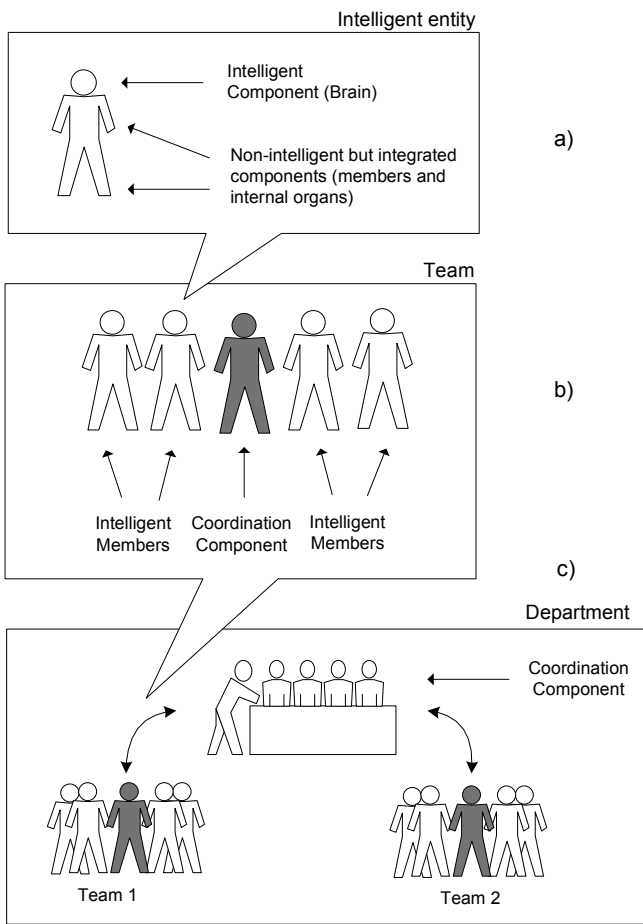 Intelligent entity
Intelligent
Component (Brain)
a)
Non-intelligent but integrated
components (members and
internal organs)
Team
b)
Intelligent
Members
Coordination
Component
Intelligent
Members
c)
Department
Coordination
Component
Team 1
Team 2